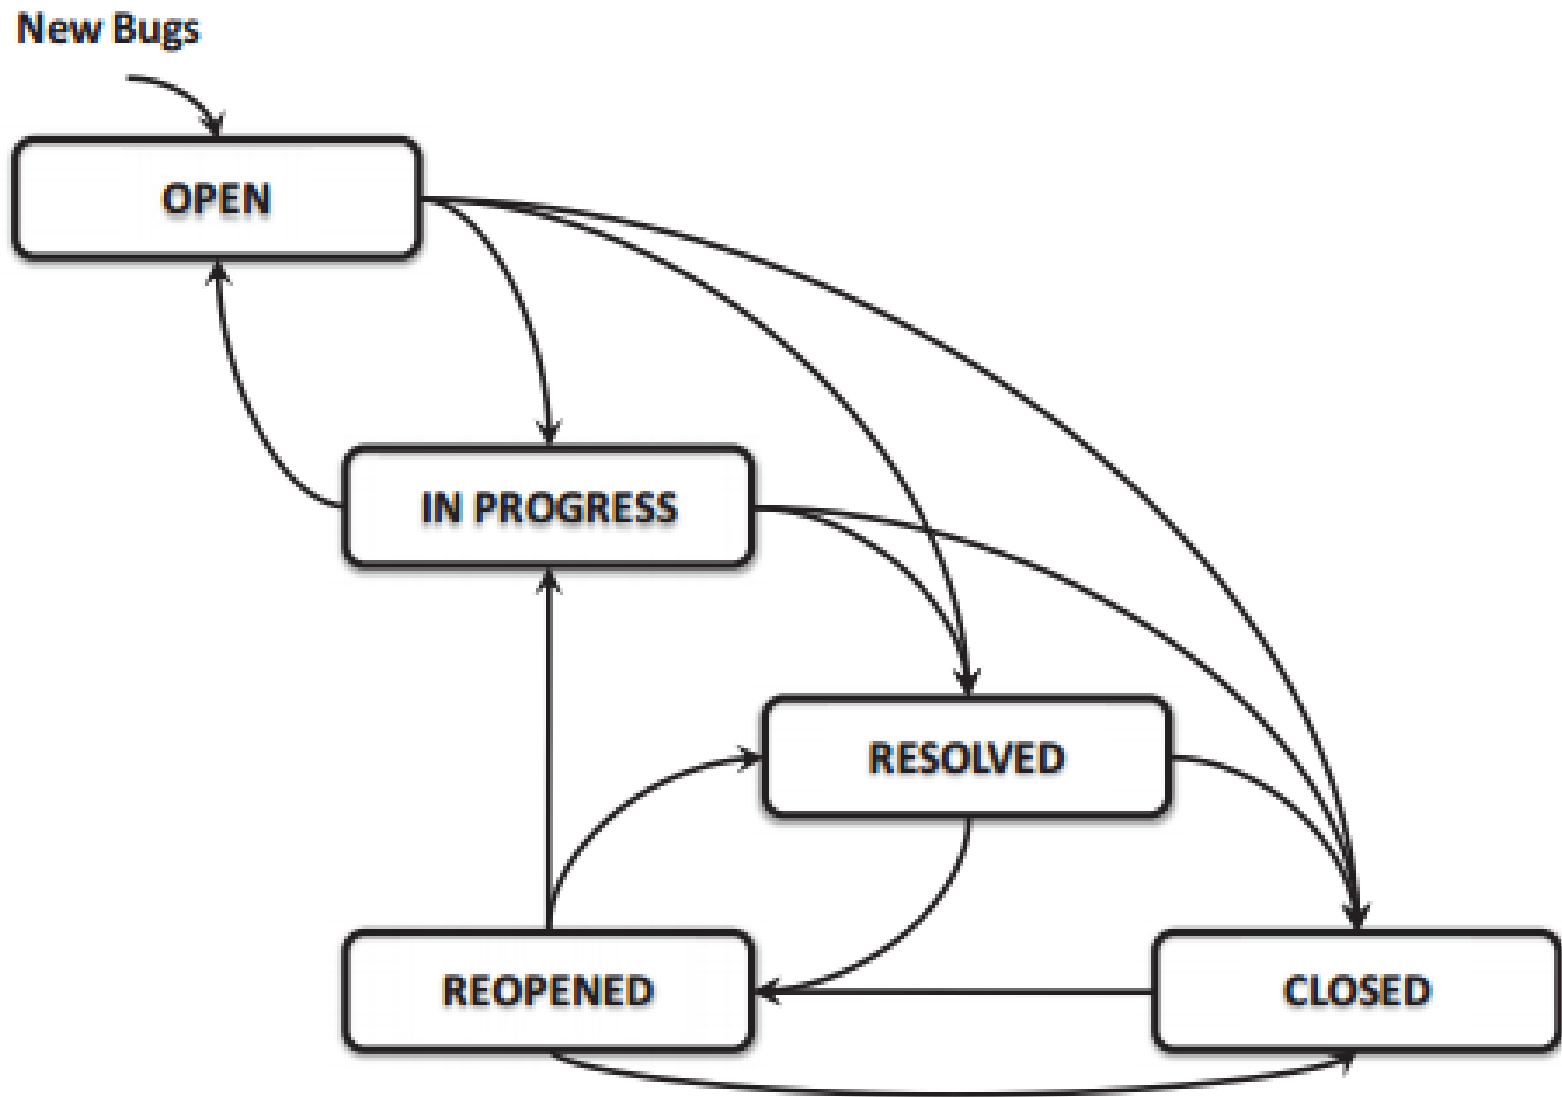 New Bugs
OPEN
IN PROGRESS
RESOLVED
REOPENED
CLOSED